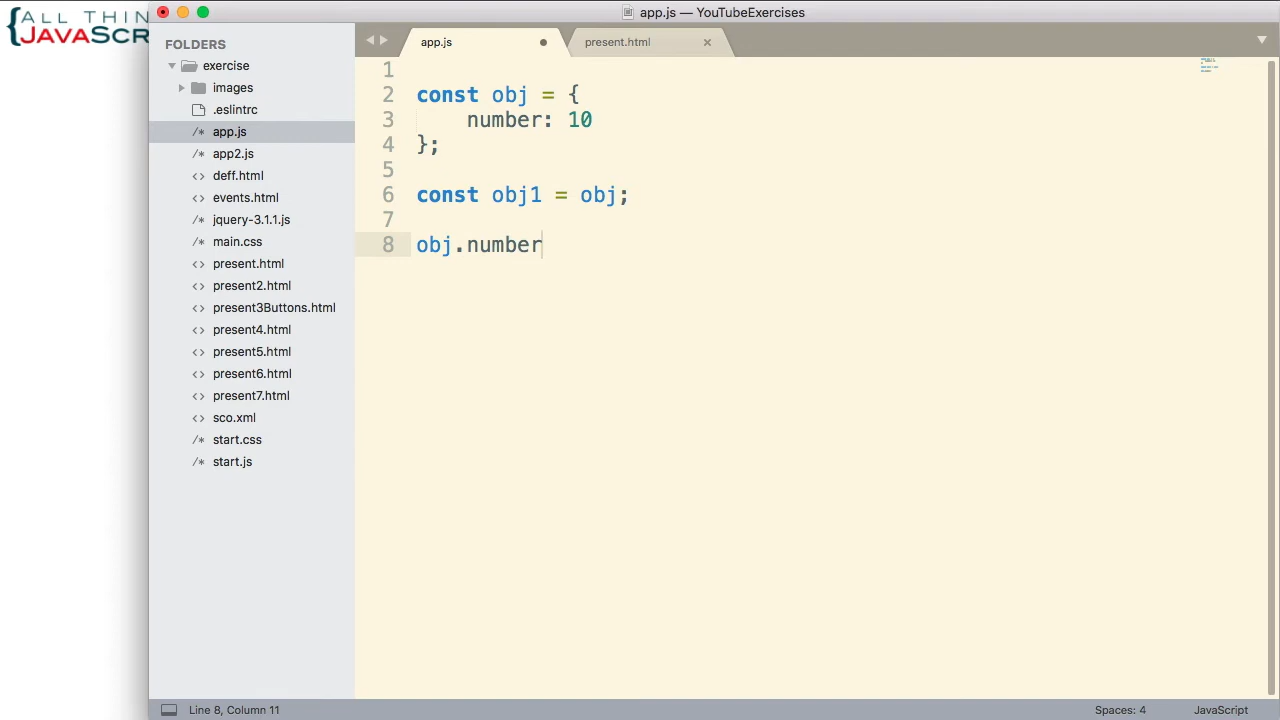 {ALL THIN
JAVASCR
app.js — YouTubeExercises
FOLDERS
exercise
images
.eslintrc
/* app.js
/* app2.js
<> deff.html
<> events.html
/* jquery-3.1.1.js
/* main.css
<> present.html
<> present2.html
<> present3Buttons.html
<> present4.html
<> present5.html
<> present6.html
<> present7.html
<> sco.xml
/* start.css
/* start.js
app.js present.html
1
2 const obj = {
3 number: 10
4 };
5
6 const obj1 = obj;
7
8 obj.number
Line 8, Column 11 Spaces: 4 JavaScript